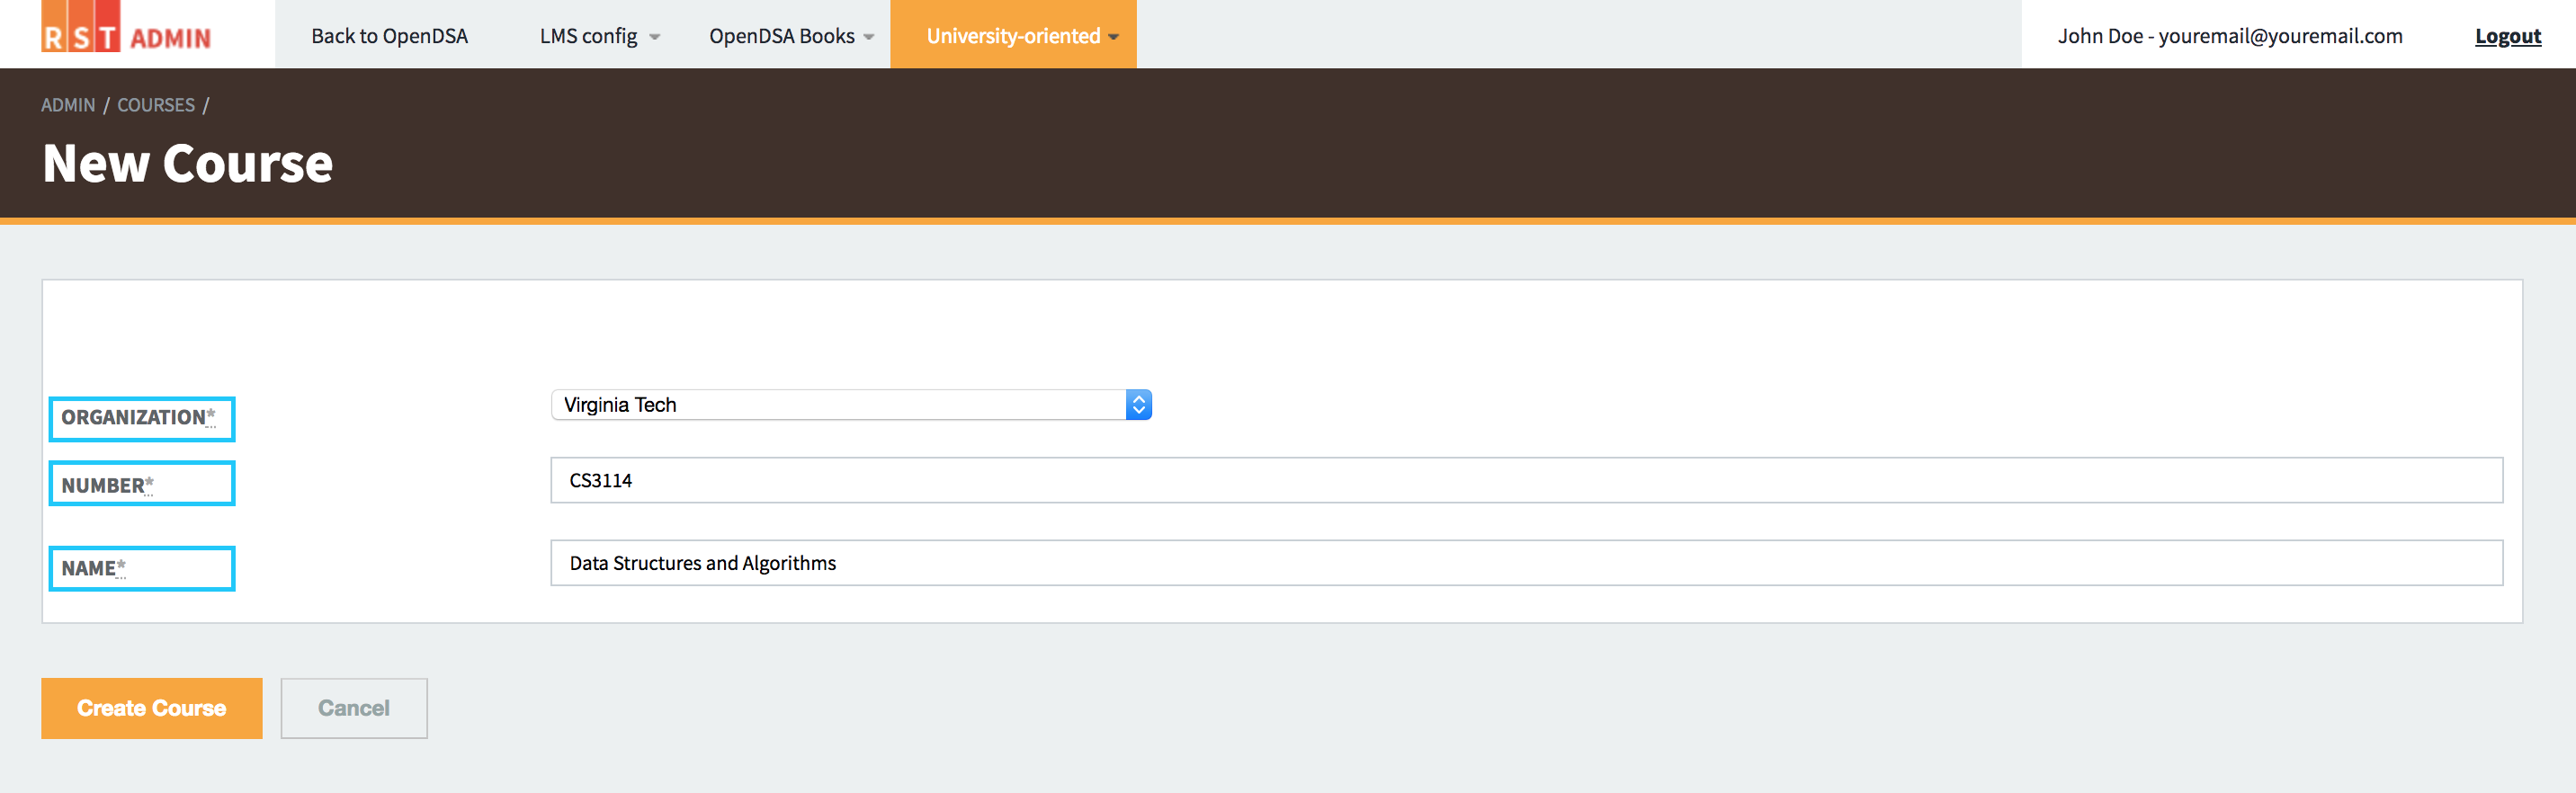 RST ADMIN Back to OpenDSA LMS config OpenDSA Books University-oriented John Doe - youremail@youremail.com Logout
ADMIN / COURSES /
New Course
ORGANIZATION* Virginia Tech
NUMBER* CS3114
NAME* Data Structures and Algorithms
Create Course Cancel